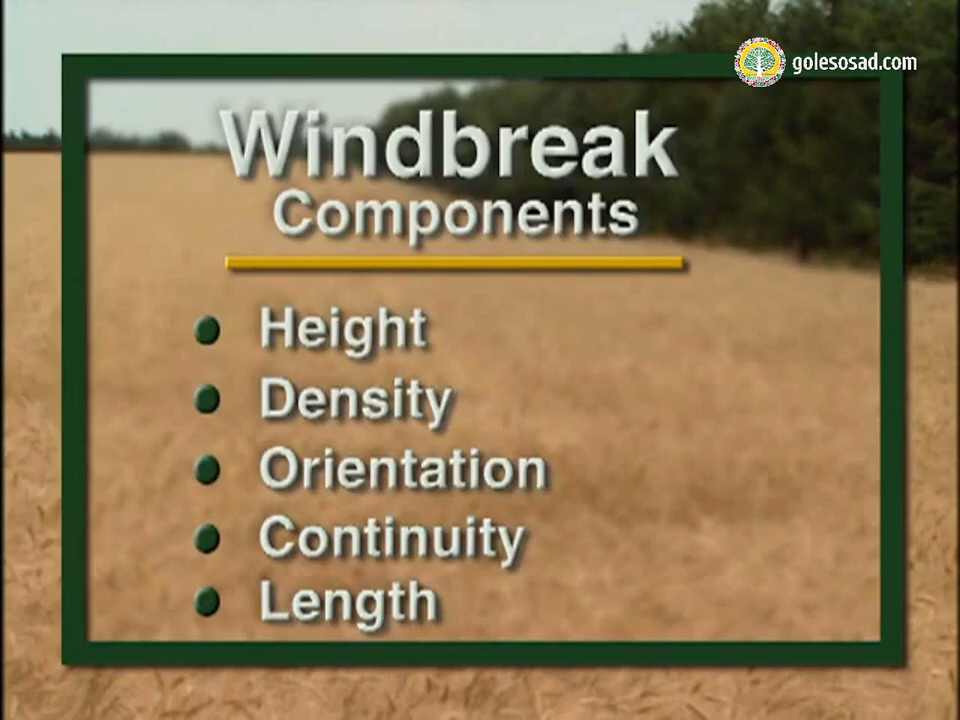 golesosad.com
Windbreak
Components
Height
Density
Orientation
Continuity
Length